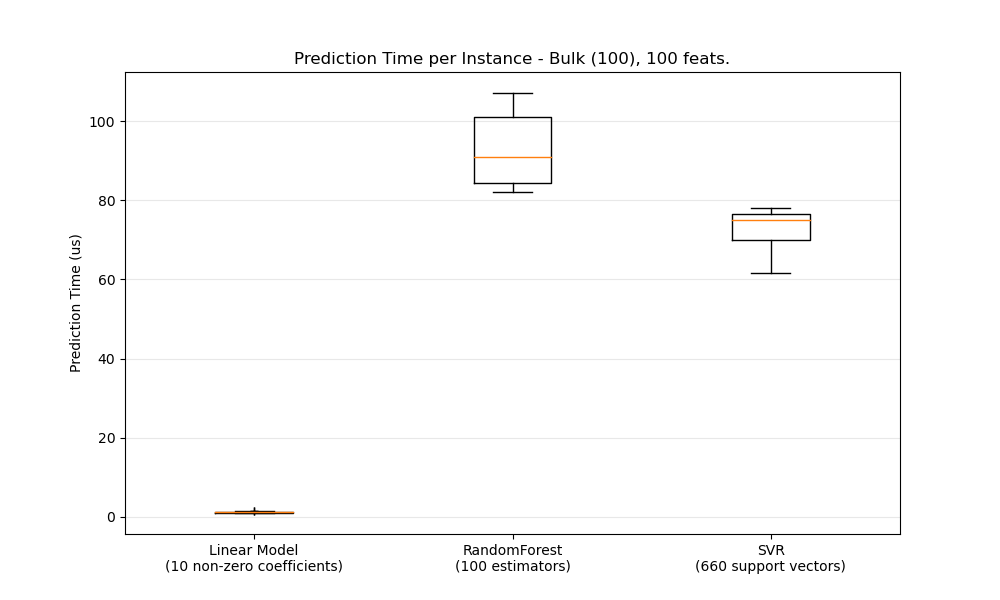 Prediction Time per Instance - Bulk (100), 100 feats.
Prediction Time (us)
100
80
60
40
20
0
Linear Model
(10 non-zero coefficients)
RandomForest
(100 estimators)
SVR
(660 support vectors)